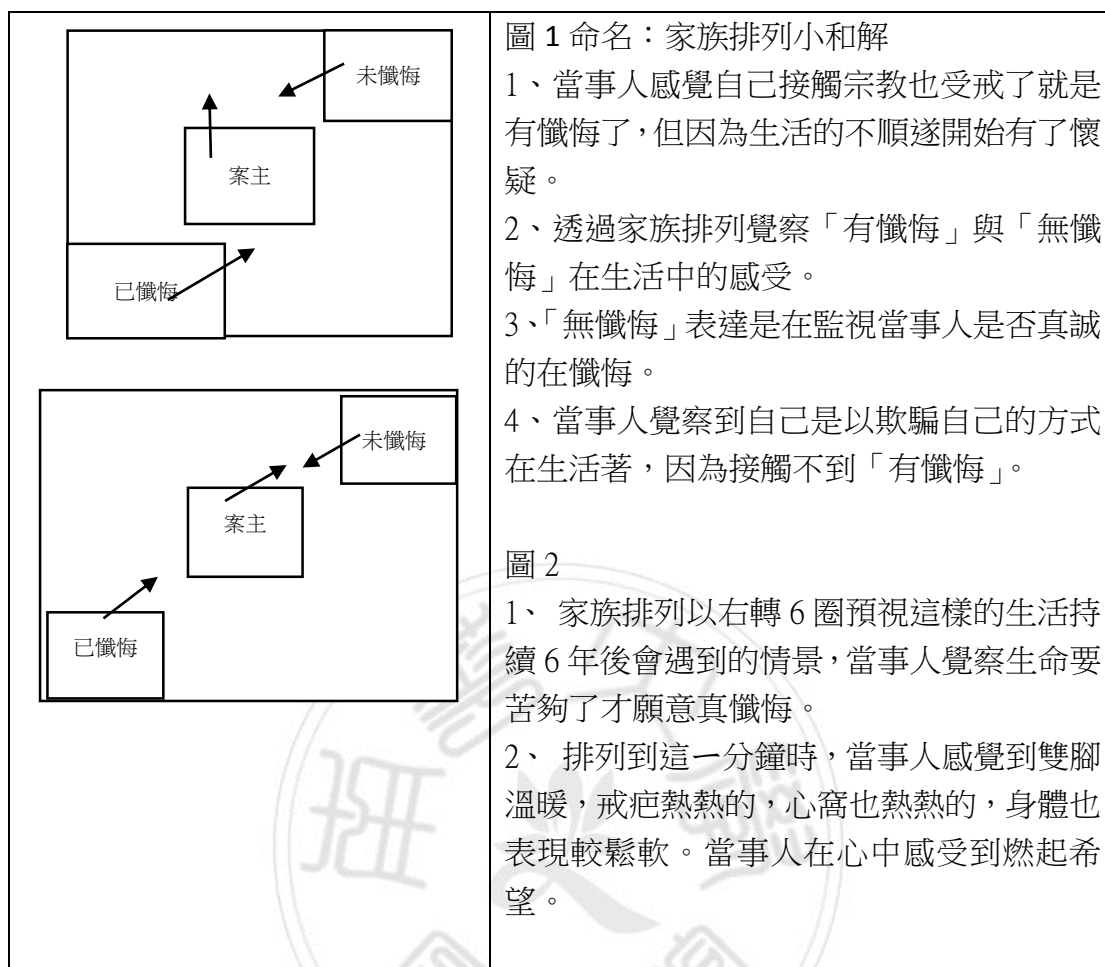 未懺悔
案主
已懺悔
未懺悔
案主
已懺悔
圖 1 命名：家族排列小和解
1、當事人感覺自己接觸宗教也受戒了就是
有懺悔了，但因為生活的不順遂開始有了懷
疑。
2、透過家族排列覺察「有懺悔」與「無懺
悔」在生活中的感受。
3、「無懺悔」表達是在監視當事人是否真誠
的在懺悔。
4、當事人覺察到自己是以欺騙自己的方式
在生活著，因為接觸不到「有懺悔」。
圖 2
1、 家族排列以右轉 6 圈預視這樣的生活持
續 6 年後會遇到的情景，當事人覺察生命要
苦夠了才願意真懺悔。
2、 排列到這一分鐘時，當事人感覺到雙腳
溫暖，戒疤熱熱的，心窩也熱熱的，身體也
表現較鬆軟。當事人在心中感受到燃起希
望。